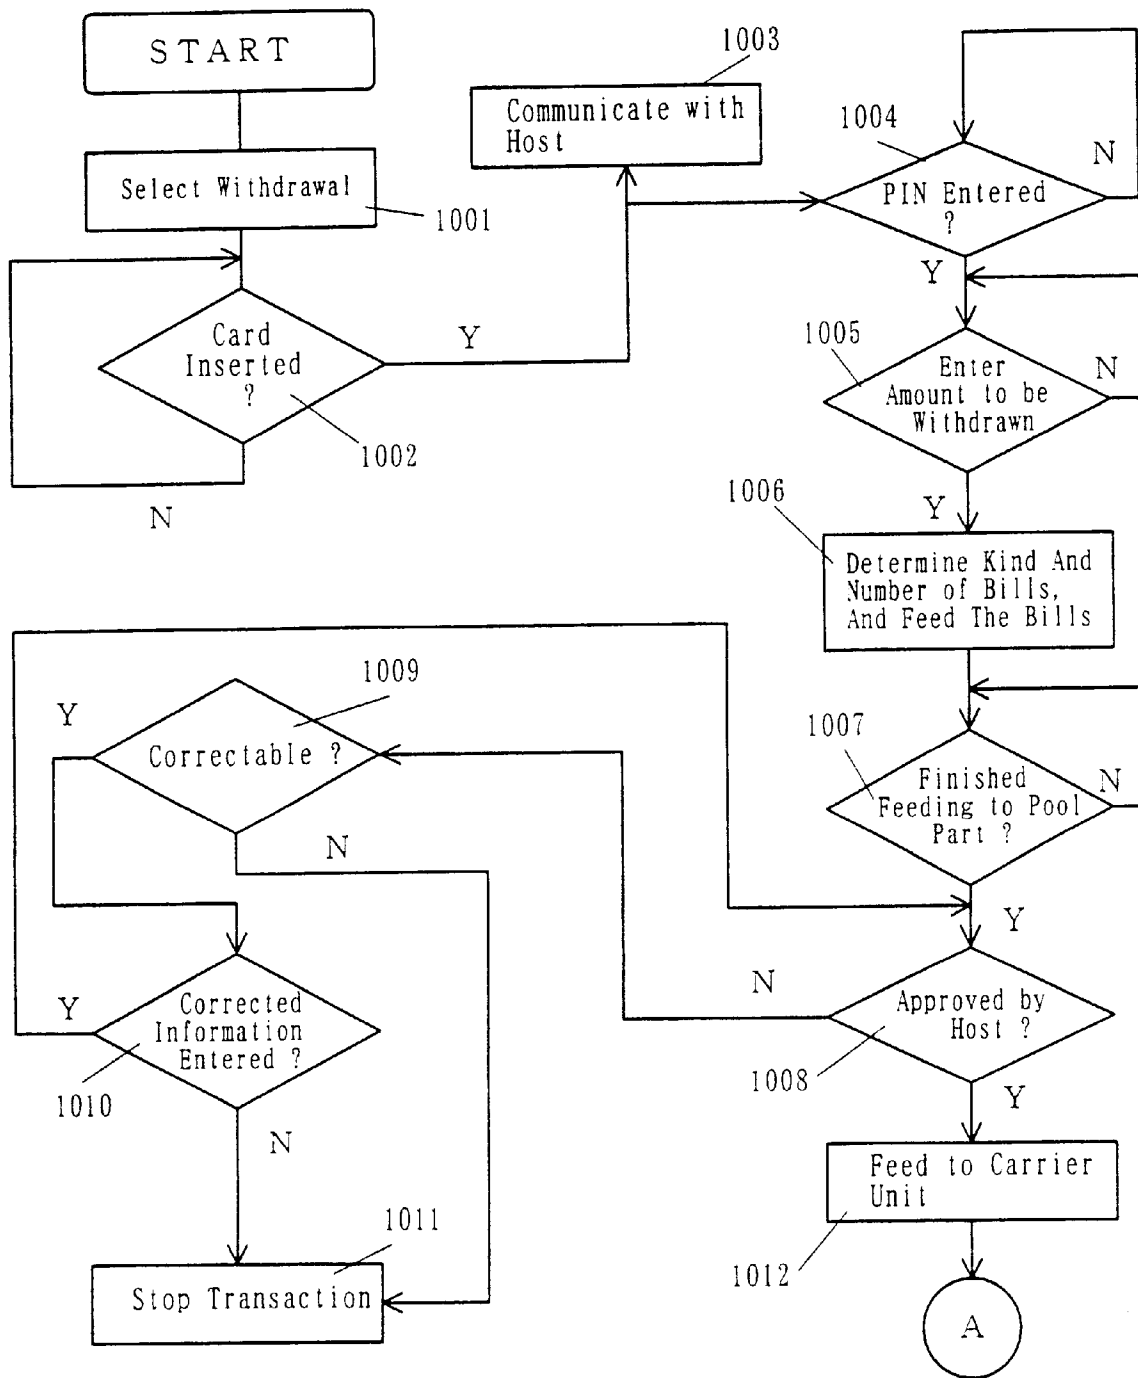 START
Select Withdrawal
1001
Card
Inserted
?
1002
Y
N
1003
Communicate with
Host
1004
PIN Entered
?
N
Y
1005
Enter
Amount to be
Withdrawn
N
Y
1006
Determine Kind And
Number of Bills,
And Feed The Bills
1007
Finished
Feeding to Pool
Part ?
N
Y
Approved by
Host ?
1008
N
Y
1009
Correctable ?
Y
N
Corrected
Information
Entered ?
1010
Y
N
1011
Stop Transaction
Feed to Carrier
Unit
1012
A